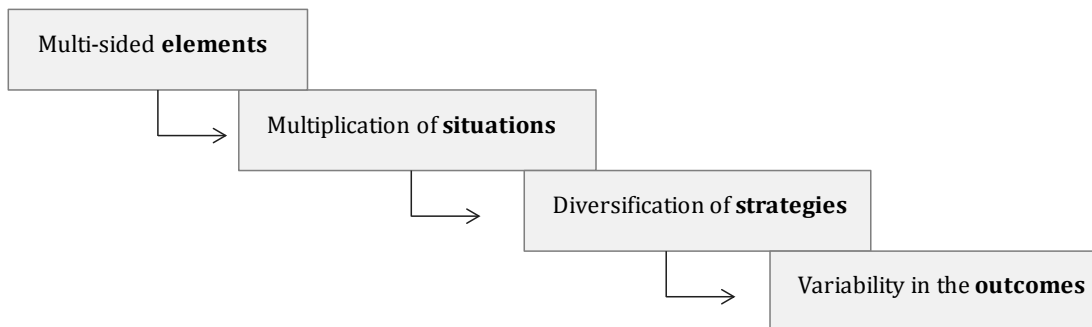 Multi-sided elements
Multiplication of situations
Diversification of strategies
Variability in the outcomes